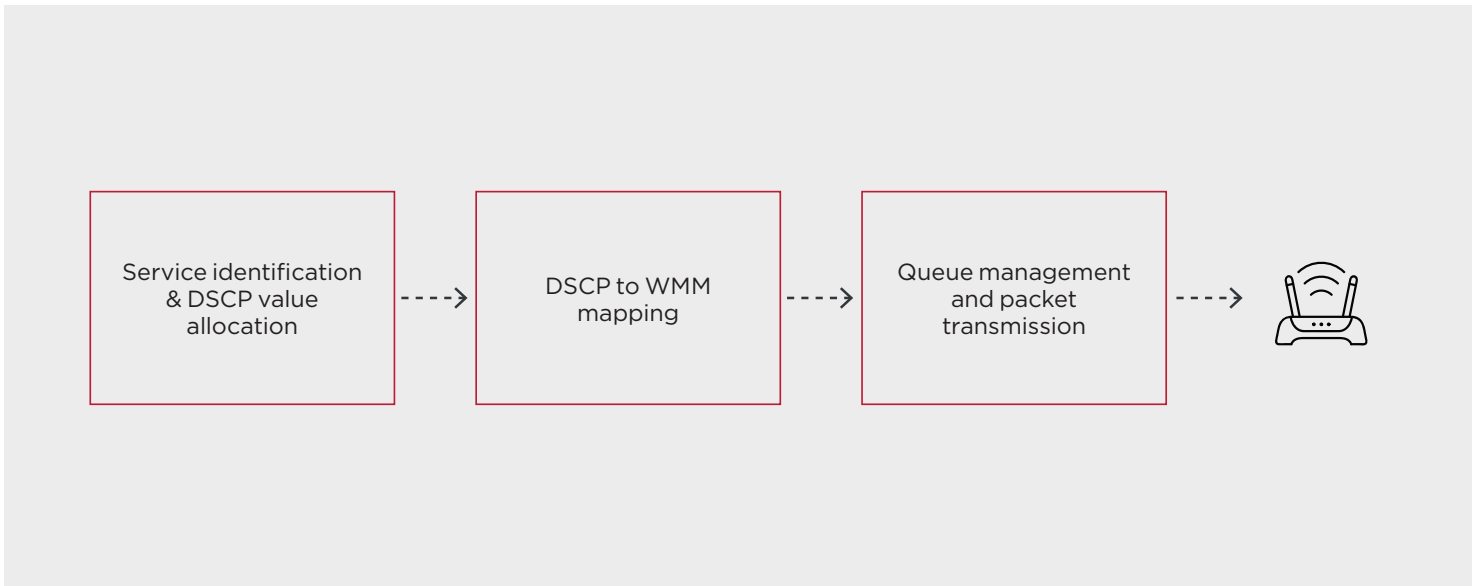 Service identification
& DSCP value
allocation
DSCP to WMM
mapping
Queue management
and packet
transmission